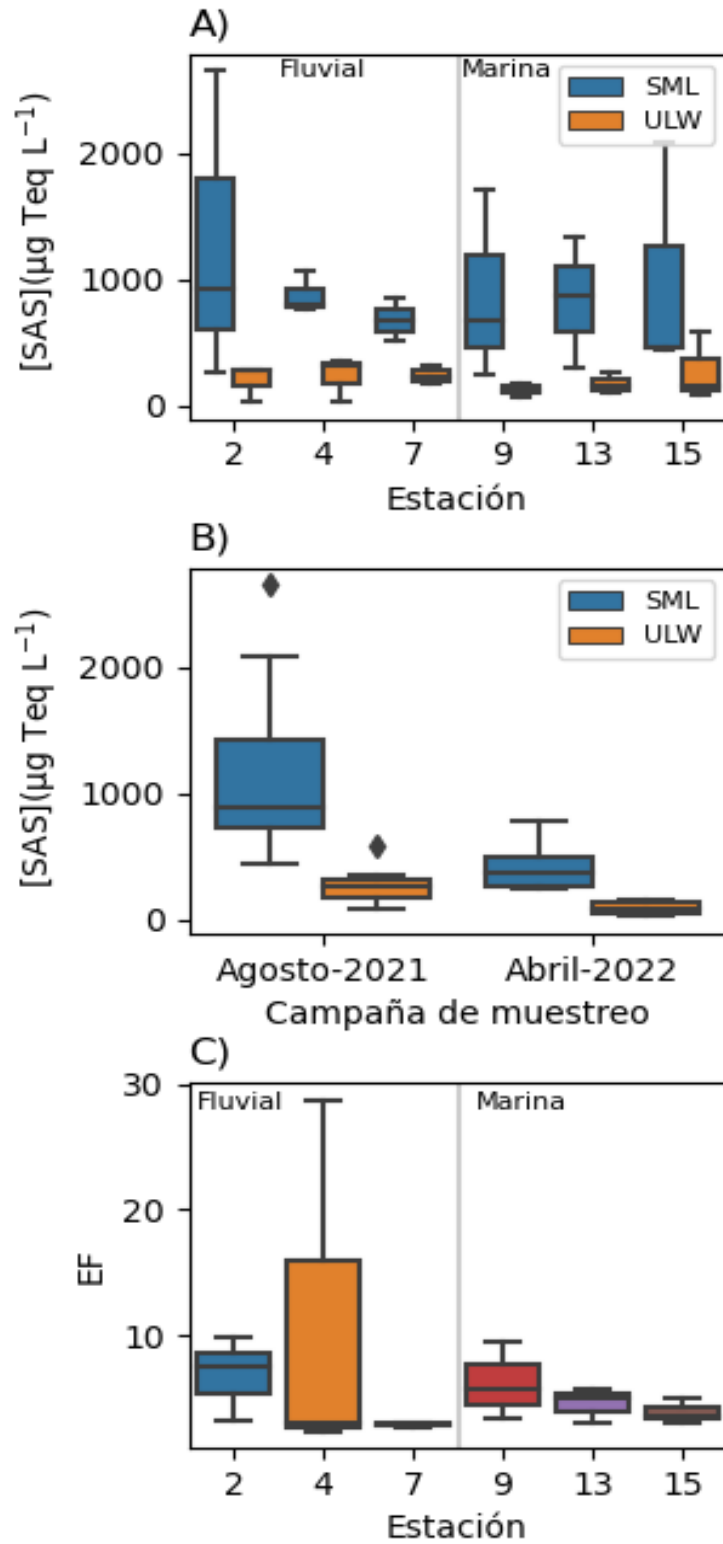 A)
Fluvial
Marina
SML
ULW
[SAS](µg Teq L⁻¹)
2000
1000
0
2 4 7 9 13 15
Estación
B)
SML
ULW
[SAS](µg Teq L⁻¹)
2000
1000
0
Agosto-2021 Abril-2022
Campaña de muestreo
C)
Fluvial
Marina
EF
30
20
10
2 4 7 9 13 15
Estación